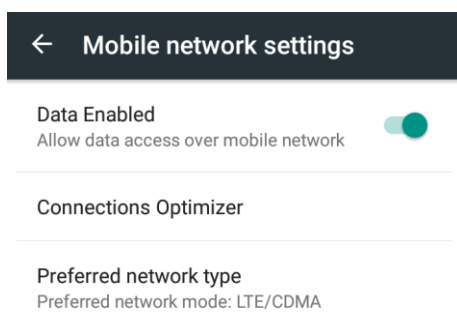 Mobile network settings
Data Enabled
Allow data access over mobile network
Connections Optimizer
Preferred network type
Preferred network mode: LTE/CDMA